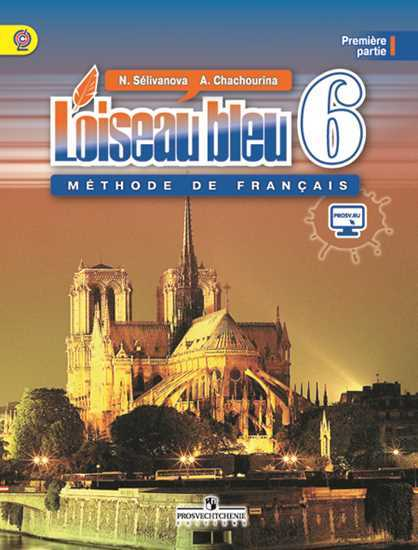 Première
partie I
N. Sélivanova A. Chachourina
L'oiseau bleu 6
MÉTHODE DE FRANÇAIS
PROSV.RU
PROSVECHTCHENIE